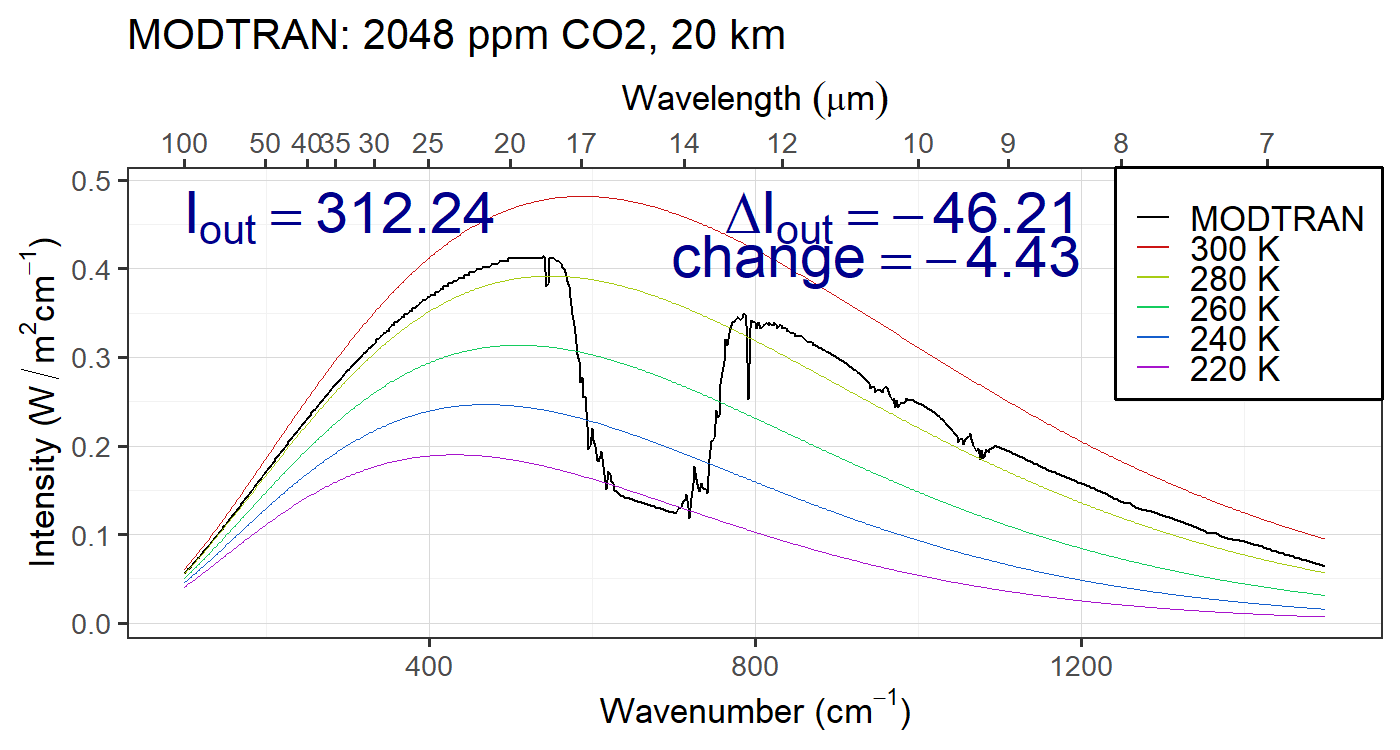 MODTRAN: 2048 ppm CO2, 20 km
Wavelength (μm)
100 50 40 35 30 25 20 17 14 12 10 9 8 7
0.5
0.4
0.3
0.2
0.1
0.0
Intensity (W / m²cm⁻¹)
I_out = 312.24
ΔI_out = −46.21
change = −4.43
MODTRAN
300 K
280 K
260 K
240 K
220 K
400 800 1200
Wavenumber (cm⁻¹)